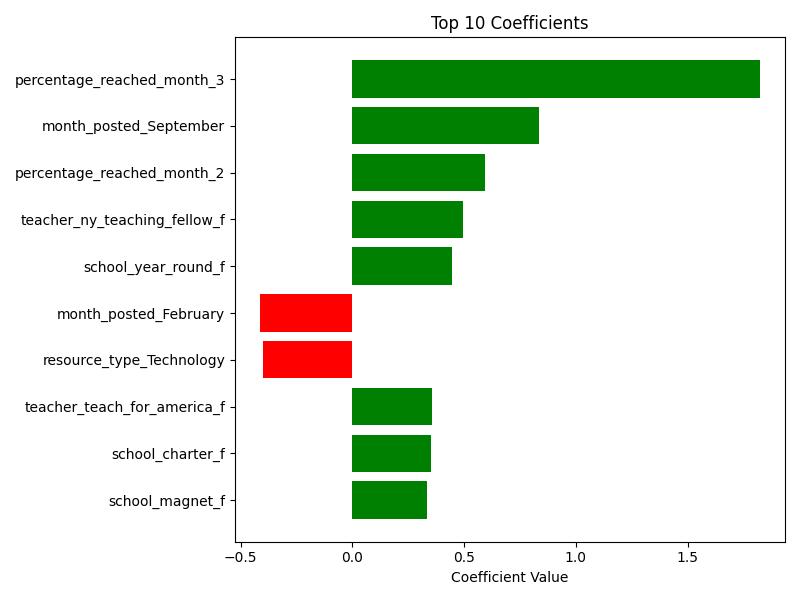 Top 10 Coefficients
percentage_reached_month_3
month_posted_September
percentage_reached_month_2
teacher_ny_teaching_fellow_f
school_year_round_f
month_posted_February
resource_type_Technology
teacher_teach_for_america_f
school_charter_f
school_magnet_f
−0.5 0.0 0.5 1.0 1.5
Coefficient Value